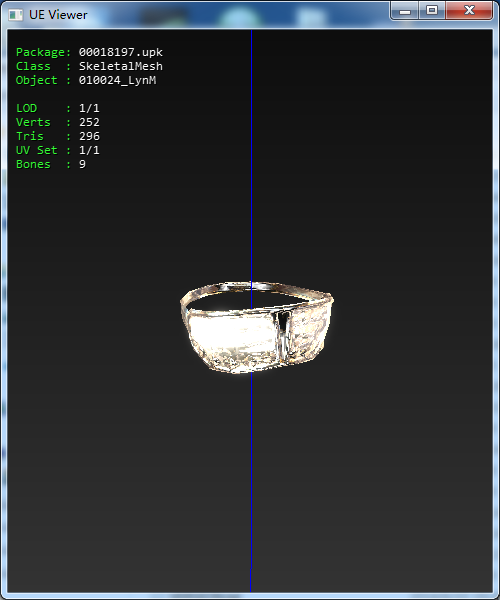 UE Viewer
Package: 00018197.upk
Class  : SkeletalMesh
Object : 010024_LynM
LOD    : 1/1
Verts  : 252
Tris   : 296
UV Set : 1/1
Bones  : 9